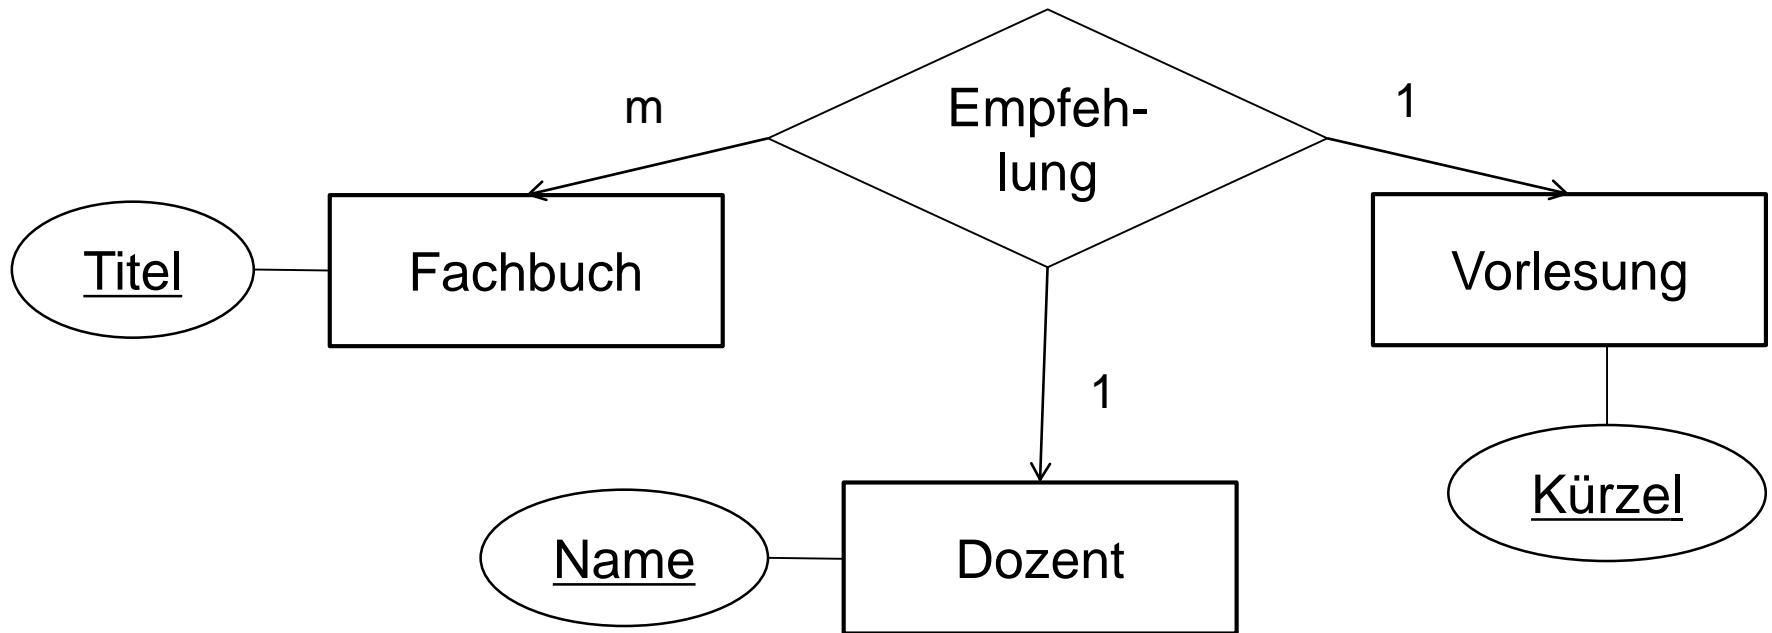 m
Empfeh-
lung
1
Titel
Fachbuch
Vorlesung
1
Kürzel
Name
Dozent